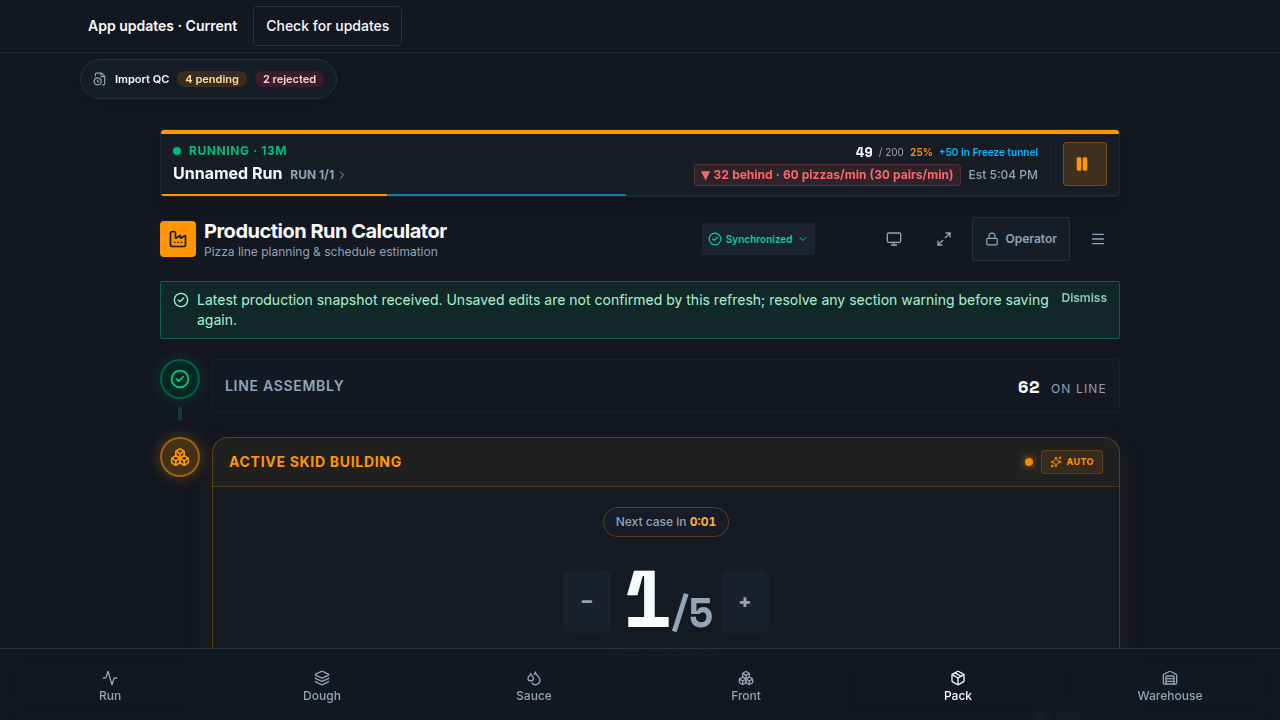 App updates · Current
Check for updates
Import QC
4 pending
2 rejected
RUNNING · 13M
49 / 200 25% +50 in Freeze tunnel
Unnamed Run RUN 1/1
▼ 32 behind · 60 pizzas/min (30 pairs/min) Est 5:04 PM
Production Run Calculator
Pizza line planning & schedule estimation
Synchronized
Operator
Latest production snapshot received. Unsaved edits are not confirmed by this refresh; resolve any section warning before saving
again.
Dismiss
LINE ASSEMBLY
62 ON LINE
ACTIVE SKID BUILDING
AUTO
Next case in 0:01
−
1/5
+
Run
Dough
Sauce
Front
Pack
Warehouse